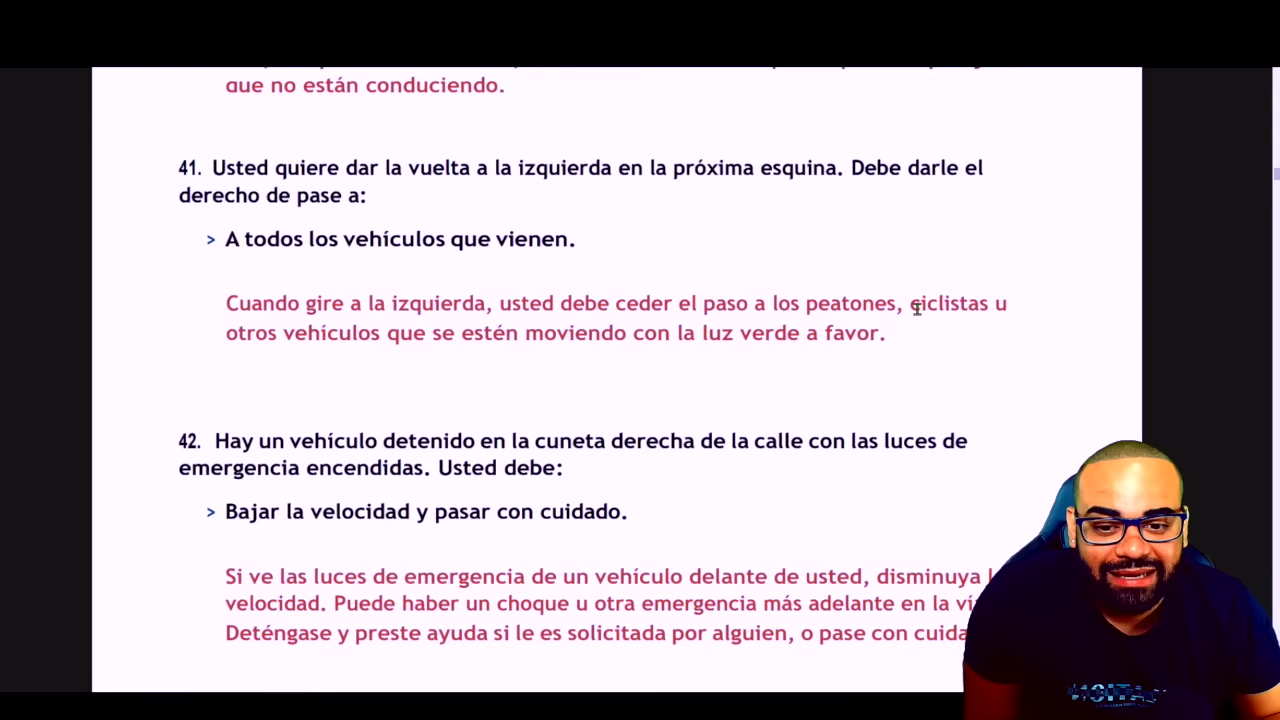 que no están conduciendo.
41. Usted quiere dar la vuelta a la izquierda en la próxima esquina. Debe darle el
derecho de pase a:
> A todos los vehículos que vienen.
Cuando gire a la izquierda, usted debe ceder el paso a los peatones, ciclistas u
otros vehículos que se estén moviendo con la luz verde a favor.
42. Hay un vehículo detenido en la cuneta derecha de la calle con las luces de
emergencia encendidas. Usted debe:
> Bajar la velocidad y pasar con cuidado.
Si ve las luces de emergencia de un vehículo delante de usted, disminuya
velocidad. Puede haber un choque u otra emergencia más adelante en la
Deténgase y preste ayuda si le es solicitada por alguien, o pase con